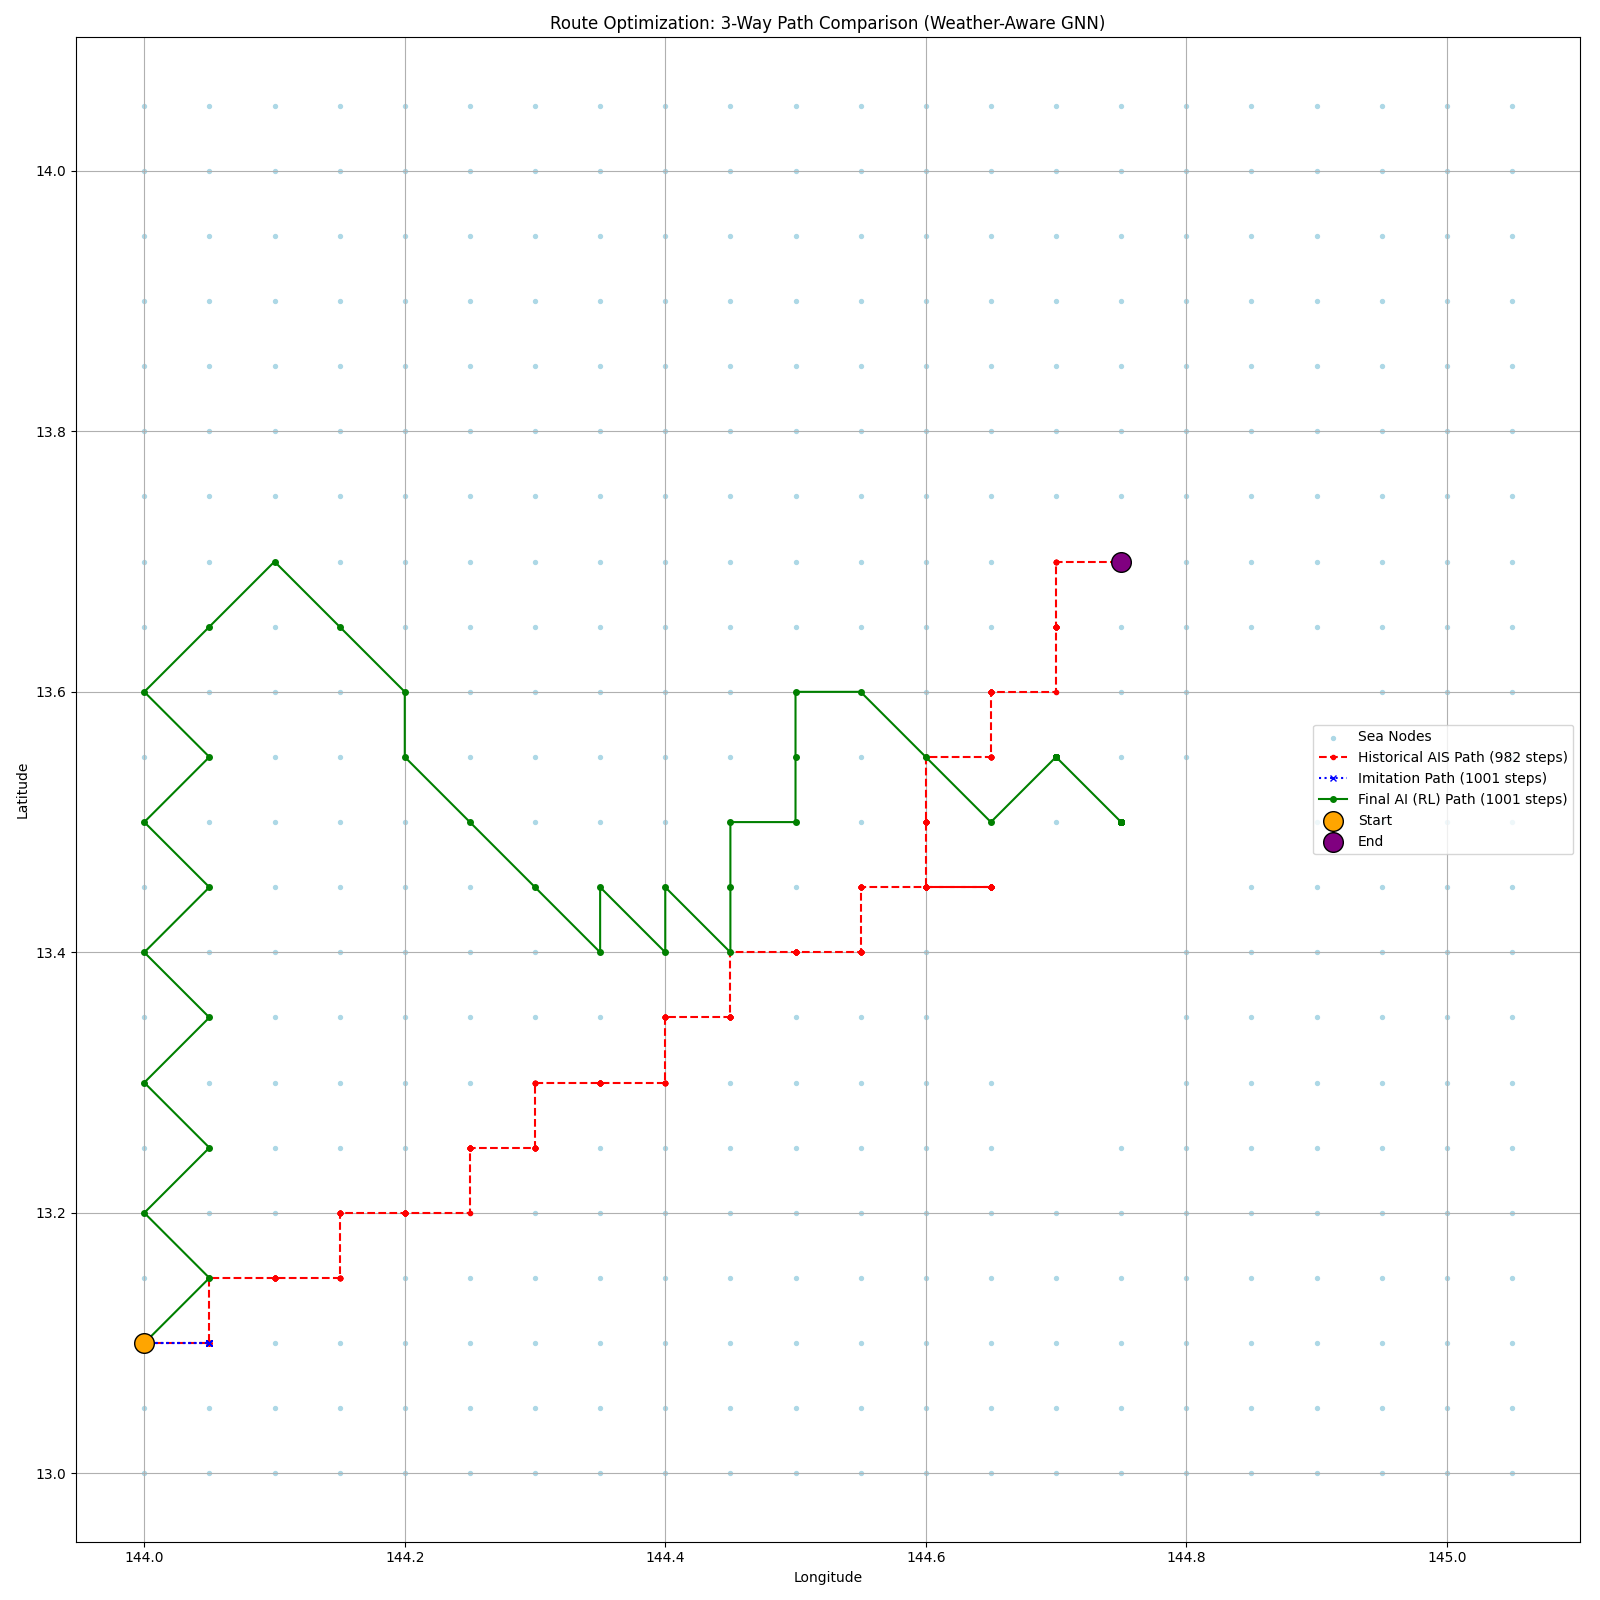 Route Optimization: 3-Way Path Comparison (Weather-Aware GNN)
Latitude
14.0
13.8
13.6
13.4
13.2
13.0
Sea Nodes
Historical AIS Path (982 steps)
Imitation Path (1001 steps)
Final AI (RL) Path (1001 steps)
Start
End
144.0 144.2 144.4 144.6 144.8 145.0
Longitude